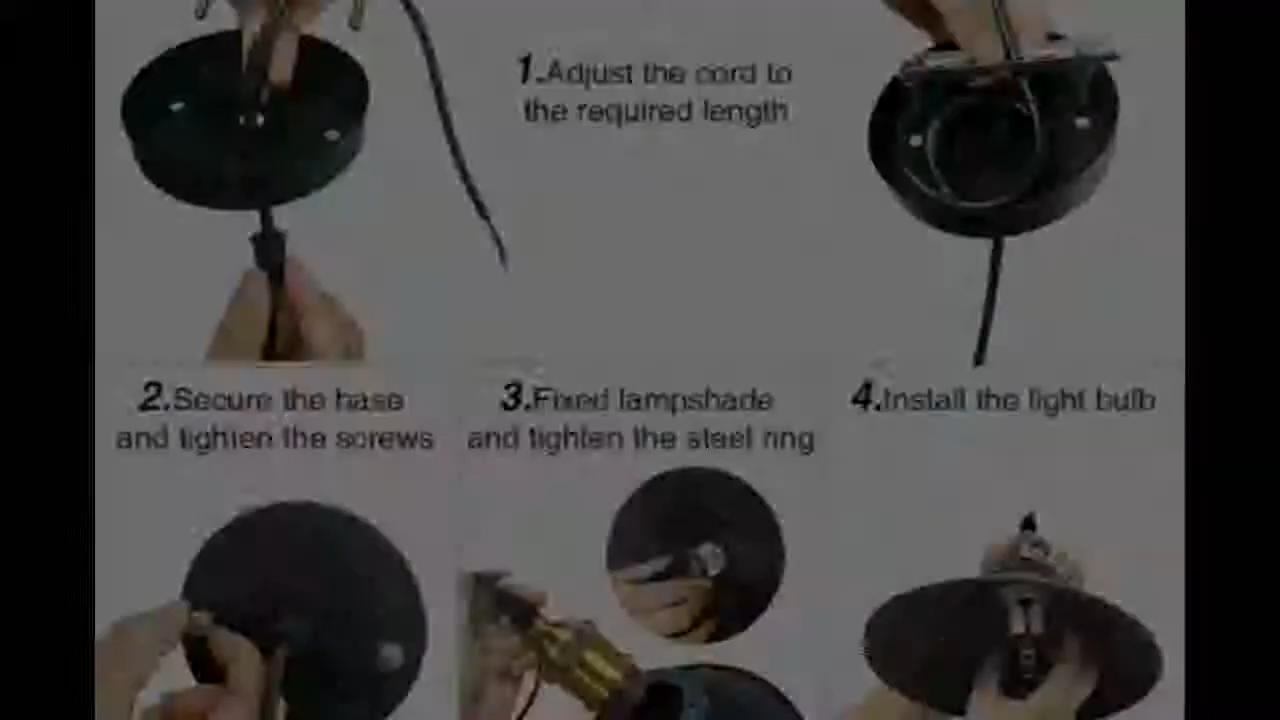 1.Adjust the cord to
the required length
2.Secure the base
and tighten the screws
3.Fixed lampshade
and tighten the steel ring
4.Install the light bulb